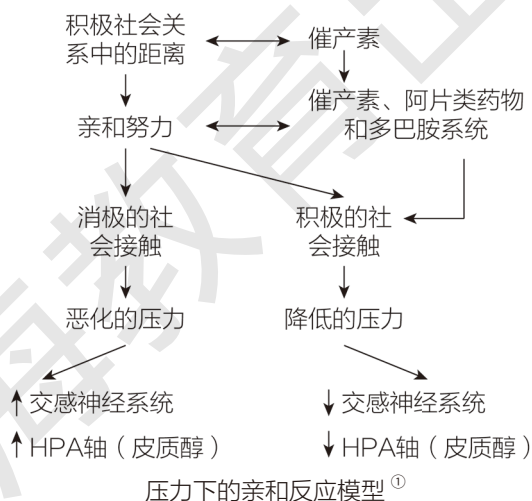 积极社会关
系中的距离
催产素
亲和努力
催产素、阿片类药物
和多巴胺系统
消极的社
会接触
积极的社
会接触
恶化的压力
降低的压力
交感神经系统
HPA轴（皮质醇）
交感神经系统
HPA轴（皮质醇）
压力下的亲和反应模型①